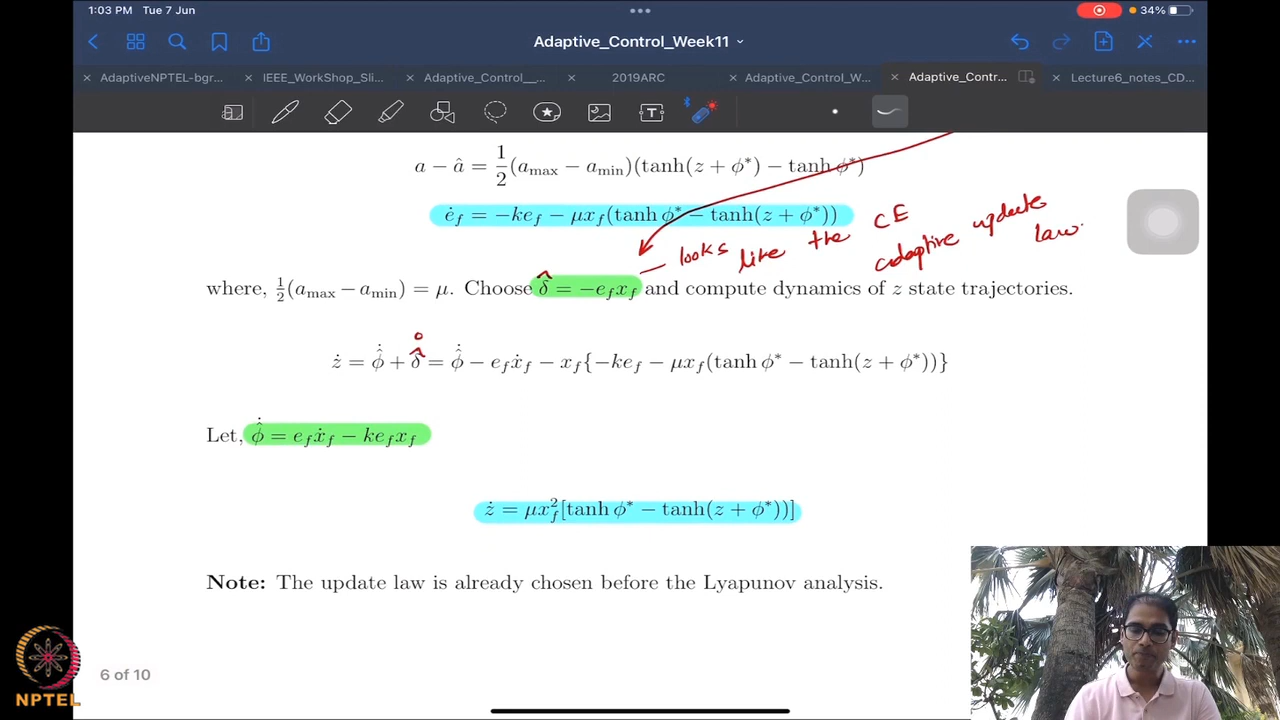 1:03 PM Tue 7 Jun
34%
Adaptive_Control_Week11
AdaptiveNPTEL-bgr...
IEEE_WorkShop_Sli...
Adaptive_Control__...
2019ARC
Adaptive_Control_W...
Adaptive_Contr...
Lecture6_notes_CD...
a − â = 1/2(a_max − a_min)(tanh(z + φ*) − tanh φ*)
ė_f = −ke_f − μx_f(tanh φ* − tanh(z + φ*))
looks like the CE adaptive update law
where, 1/2(a_max − a_min) = μ. Choose δ̂ = −e_f x_f and compute dynamics of z state trajectories.
ż = φ̂̇ + δ̂̇ = φ̂̇ − e_f ẋ_f − x_f{−ke_f − μx_f(tanh φ* − tanh(z + φ*))}
Let, φ̂̇ = e_f ẋ_f − ke_f x_f
ż = μx_f²[tanh φ* − tanh(z + φ*))]
Note: The update law is already chosen before the Lyapunov analysis.
6 of 10
NPTEL